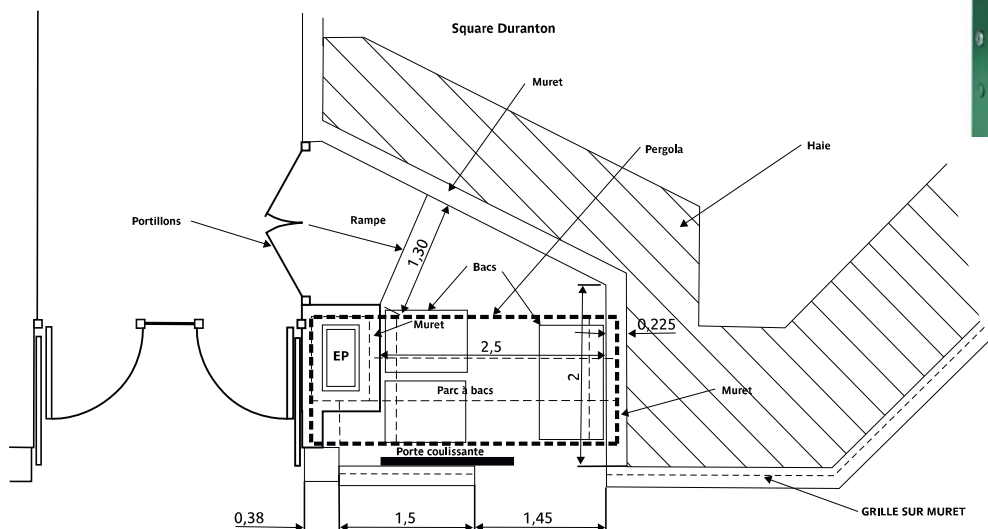 Square Duranton
Muret
Pergola
Haie
Portillons
Rampe
1,30
Bacs
Muret
0,225
EP
2,5
2
Parc à bacs
Muret
Porte coulissante
GRILLE SUR MURET
0,38
1,5
1,45